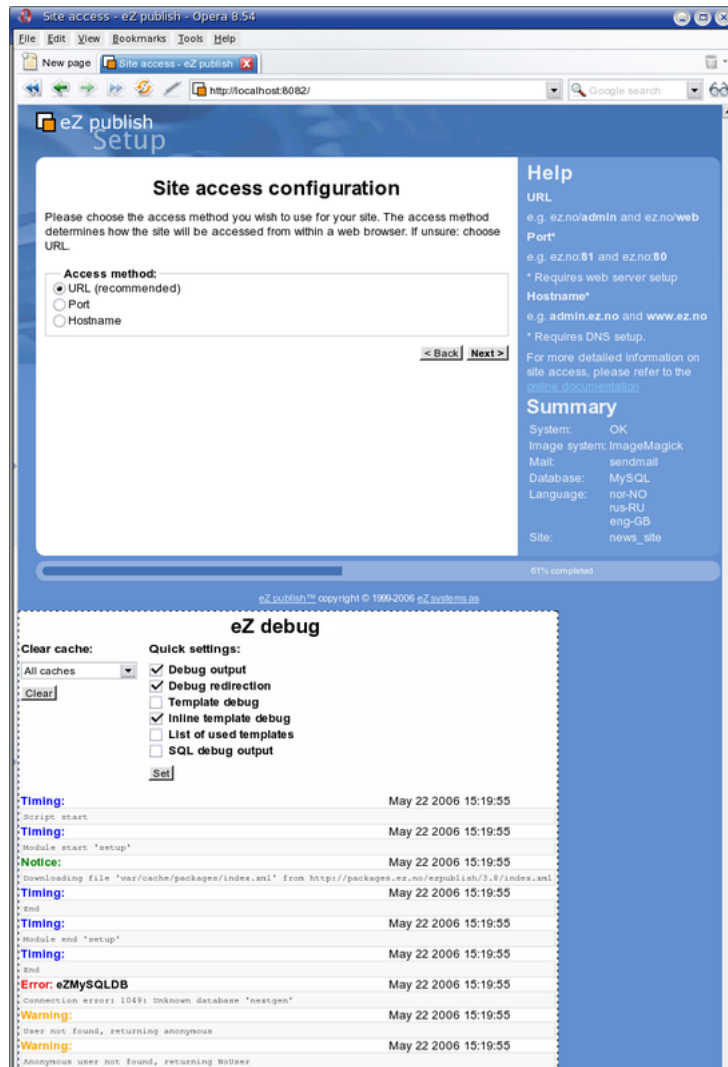 Site access - eZ publish - Opera 8.54
File Edit View Bookmarks Tools Help
New page Site access - eZ publish
http://localhost:8082/ Google search
eZ publish
Setup
Site access configuration
Please choose the access method you wish to use for your site. The access method
determines how the site will be accessed from within a web browser. If unsure: choose
URL.
Access method:
URL (recommended)
Port
Hostname
< Back Next >
Help
URL
e.g. ez.no/admin and ez.no/web
Port*
e.g. ez.no:81 and ez.no:80
* Requires web server setup
Hostname*
e.g. admin.ez.no and www.ez.no
* Requires DNS setup.
For more detailed information on
site access, please refer to the
online documentation
Summary
System: OK
Image system: ImageMagick
Mail: sendmail
Database: MySQL
Language: nor-NO
rus-RU
eng-GB
Site: news_site
61% completed
eZ publish™ copyright © 1999-2006 eZ systems as
eZ debug
Clear cache:
All caches
Clear
Quick settings:
Debug output
Debug redirection
Template debug
Inline template debug
List of used templates
SQL debug output
Set
Timing: May 22 2006 15:19:55
Script start
Timing: May 22 2006 15:19:55
Module start 'setup'
Notice: May 22 2006 15:19:55
Downloading file 'var/cache/packages/index.xml' from http://packages.ez.no/ezpublish/3.8/index.xml
Timing: May 22 2006 15:19:55
End
Timing: May 22 2006 15:19:55
Module end 'setup'
Timing: May 22 2006 15:19:55
End
Error: eZMySQLDB May 22 2006 15:19:55
Connection error: 1049: Unknown database 'nextgen'
Warning: May 22 2006 15:19:55
User not found, returning anonymous
Warning: May 22 2006 15:19:55
Anonymous user not found, returning NoUser